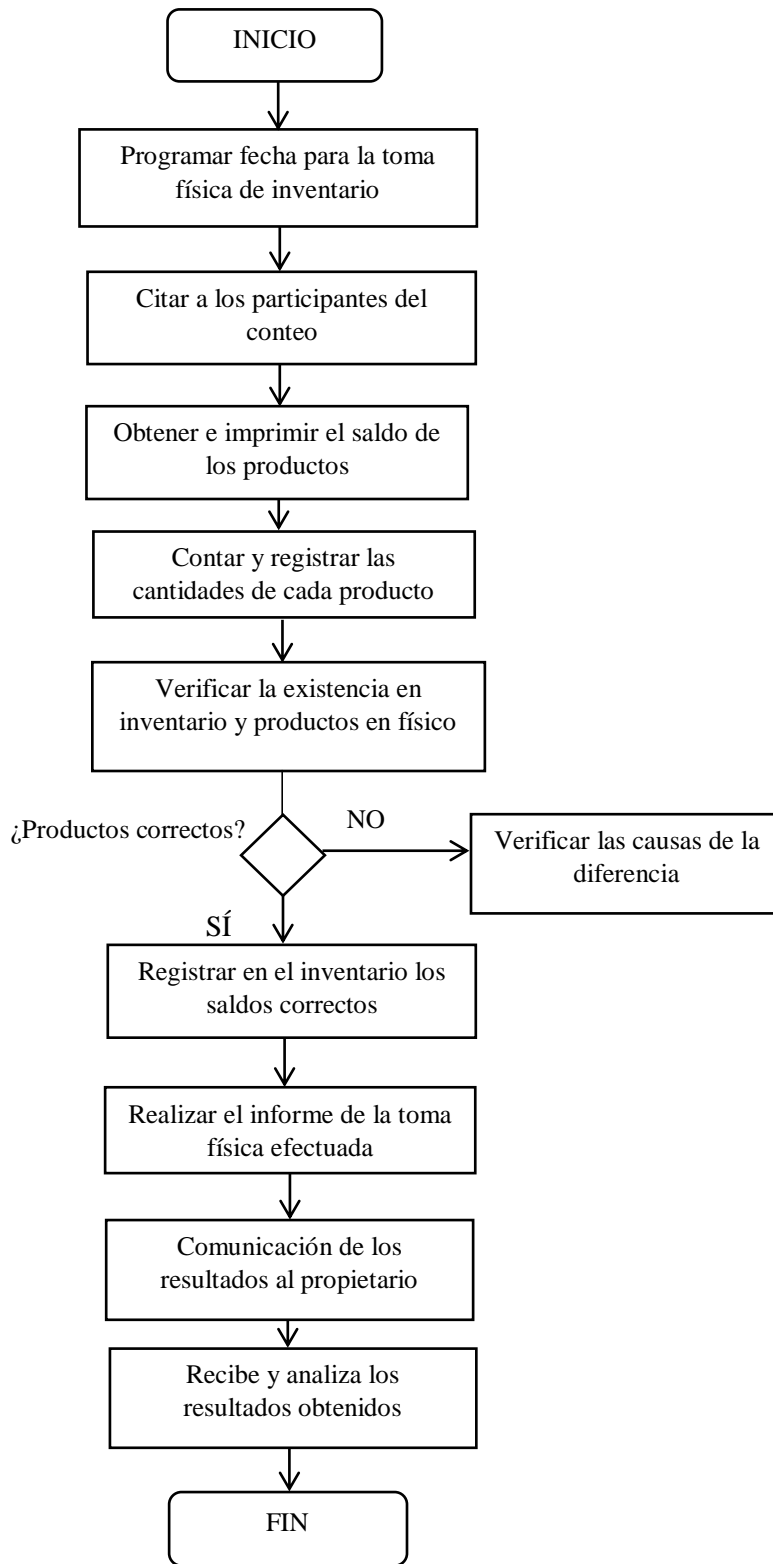 INICIO
Programar fecha para la toma
física de inventario
Citar a los participantes del
conteo
Obtener e imprimir el saldo de
los productos
Contar y registrar las
cantidades de cada producto
Verificar la existencia en
inventario y productos en físico
¿Productos correctos?
NO
Verificar las causas de la
diferencia
SÍ
Registrar en el inventario los
saldos correctos
Realizar el informe de la toma
física efectuada
Comunicación de los
resultados al propietario
Recibe y analiza los
resultados obtenidos
FIN